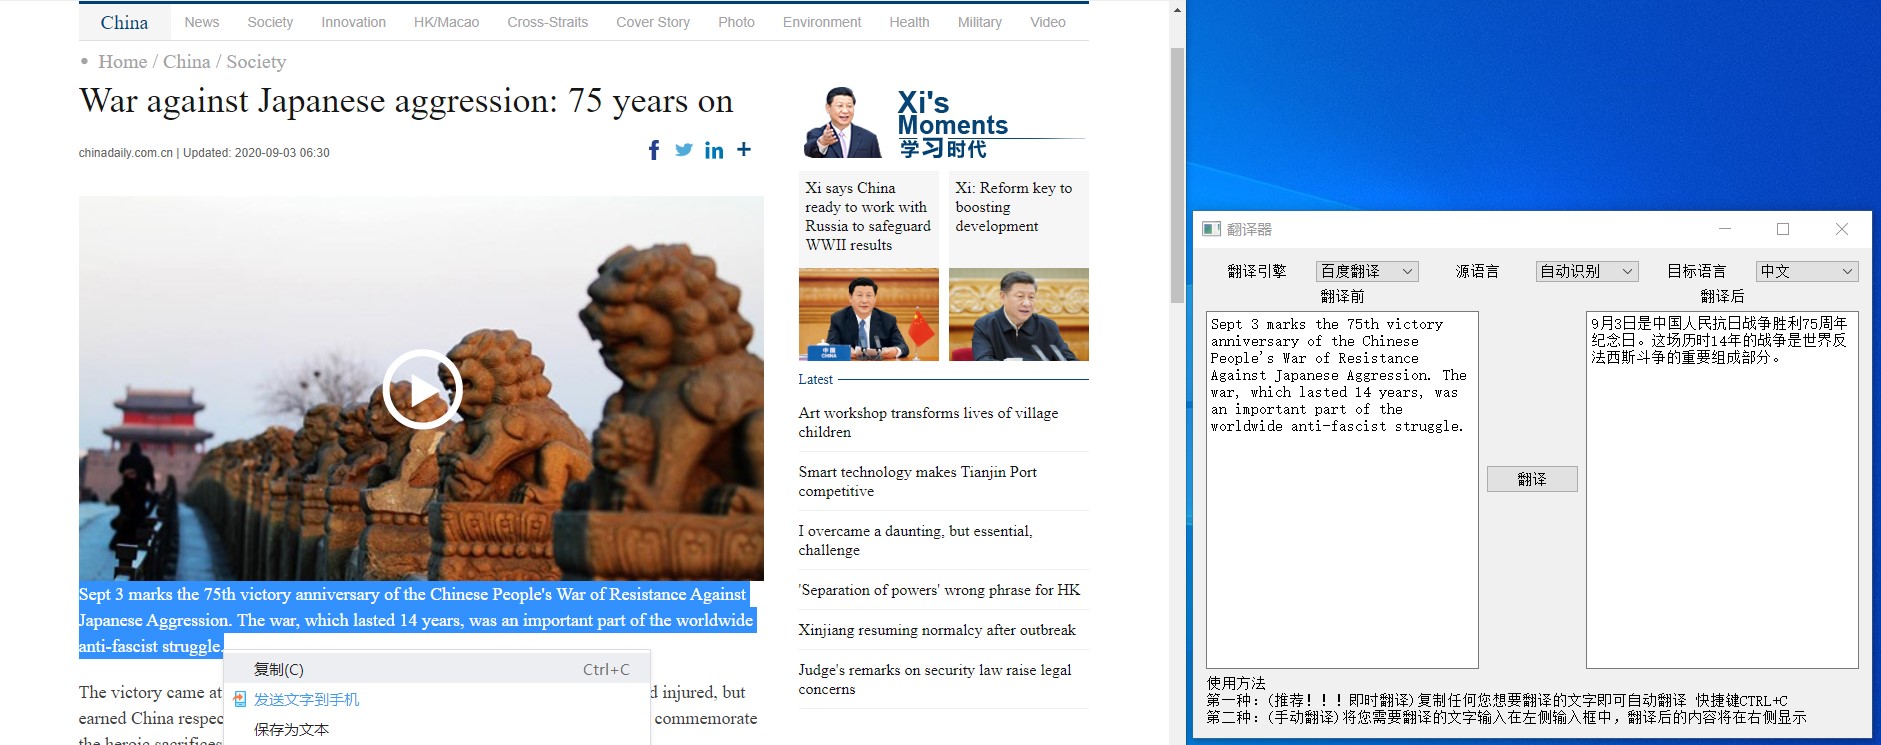 China News Society Innovation HK/Macao Cross-Straits Cover Story Photo Environment Health Military Video
• Home / China / Society
War against Japanese aggression: 75 years on
chinadaily.com.cn | Updated: 2020-09-03 06:30
Sept 3 marks the 75th victory anniversary of the Chinese People's War of Resistance Against
Japanese Aggression. The war, which lasted 14 years, was an important part of the worldwide
anti-fascist struggle.
The victory came at
d injured, but
earned China respec
commemorate
the heroic sacrifices
复制(C) Ctrl+C
发送文字到手机
保存为文本
Xi's
Moments
学习时代
Xi says China
ready to work with
Russia to safeguard
WWII results
Xi: Reform key to
boosting
development
中国
CHINA
Latest
Art workshop transforms lives of village
children
Smart technology makes Tianjin Port
competitive
I overcame a daunting, but essential,
challenge
'Separation of powers' wrong phrase for HK
Xinjiang resuming normalcy after outbreak
Judge's remarks on security law raise legal
concerns
翻译器
翻译引擎 百度翻译 源语言 自动识别 目标语言 中文
翻译前 翻译后
Sept 3 marks the 75th victory
anniversary of the Chinese
People's War of Resistance
Against Japanese Aggression. The
war, which lasted 14 years, was
an important part of the
worldwide anti-fascist struggle.
翻译
9月3日是中国人民抗日战争胜利75周年
纪念日。这场历时14年的战争是世界反
法西斯斗争的重要组成部分。
使用方法
第一种：(推荐！！！即时翻译)复制任何您想要翻译的文字即可自动翻译 快捷键CTRL+C
第二种：(手动翻译)将您需要翻译的文字输入在左侧输入框中，翻译后的内容将在右侧显示